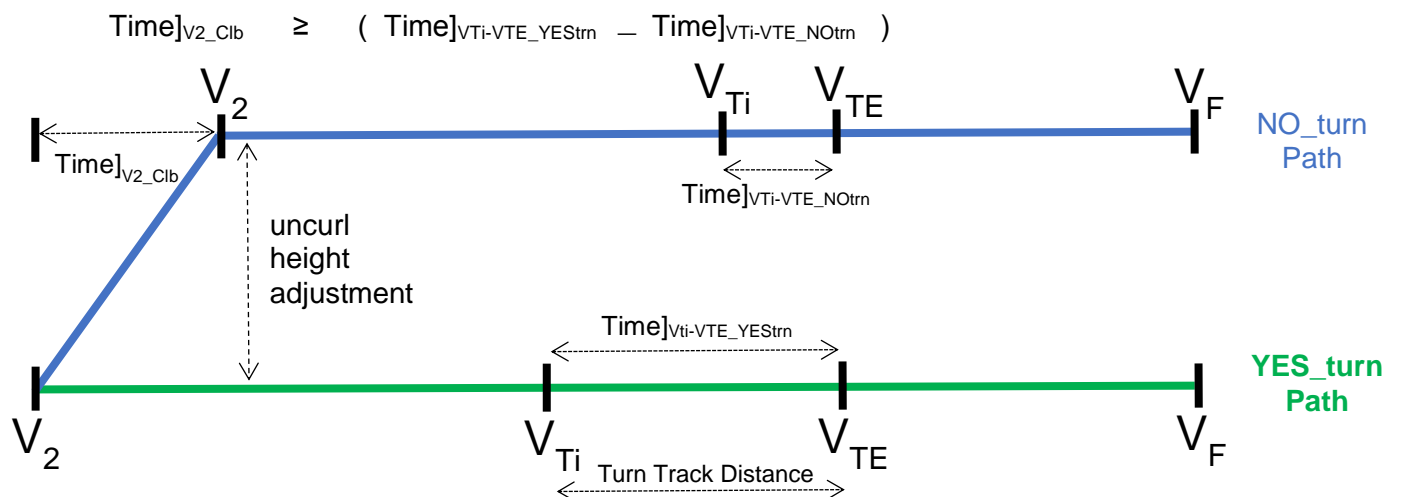 Time]V2_Clb ≥ ( Time]VTi-VTE_YEStrn — Time]VTi-VTE_NOtrn )
V2
VTi
VTE
VF
NO_turn
Path
Time]V2_Clb
Time]VTi-VTE_NOtrn
uncurl
height
adjustment
Time]Vti-VTE_YEStrn
YES_turn
Path
V2
VTi
VTE
VF
Turn Track Distance